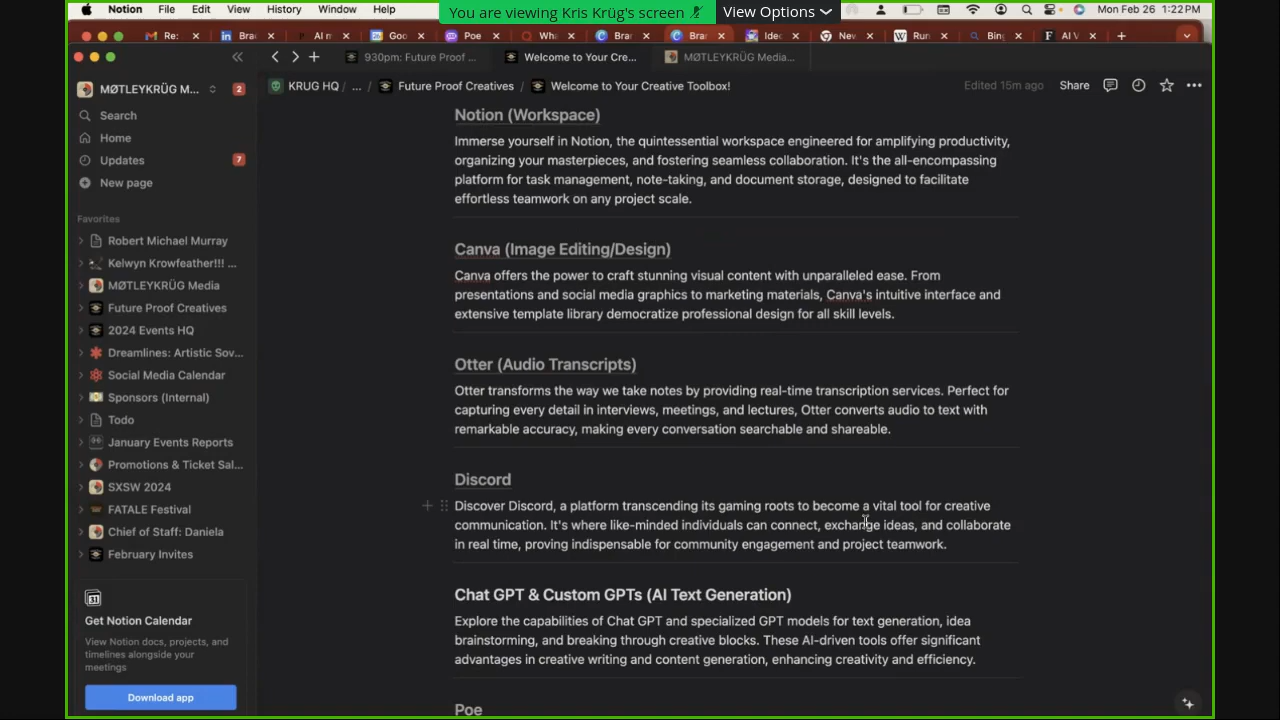 You are viewing Kris Krüg's screen
View Options
Notion File Edit View History Window Help
Mon Feb 26 1:22 PM
Re:
AI m
Goo
Poe
Wha
Bra
Idec
Nev
Run
Bing
AI V
930pm: Future Proof ...
Welcome to Your Cre...
MØTLEYKRÜG Media...
MØTLEYKRÜG M...
2
KRUG HQ / ... / Future Proof Creatives / Welcome to Your Creative Toolbox!
Edited 15m ago
Share
Search
Home
Updates
7
New page
Favorites
Robert Michael Murray
Kelwyn Krowfeather!!! ...
MØTLEYKRÜG Media
Future Proof Creatives
2024 Events HQ
Dreamlines: Artistic Sov...
Social Media Calendar
Sponsors (Internal)
Todo
January Events Reports
Promotions & Ticket Sal...
SXSW 2024
FATALE Festival
Chief of Staff: Daniela
February Invites
31
Get Notion Calendar
View Notion docs, projects, and
timelines alongside your
meetings
Download app
Notion (Workspace)
Immerse yourself in Notion, the quintessential workspace engineered for amplifying productivity,
organizing your masterpieces, and fostering seamless collaboration. It's the all-encompassing
platform for task management, note-taking, and document storage, designed to facilitate
effortless teamwork on any project scale.
Canva (Image Editing/Design)
Canva offers the power to craft stunning visual content with unparalleled ease. From
presentations and social media graphics to marketing materials, Canva's intuitive interface and
extensive template library democratize professional design for all skill levels.
Otter (Audio Transcripts)
Otter transforms the way we take notes by providing real-time transcription services. Perfect for
capturing every detail in interviews, meetings, and lectures, Otter converts audio to text with
remarkable accuracy, making every conversation searchable and shareable.
Discord
Discover Discord, a platform transcending its gaming roots to become a vital tool for creative
communication. It's where like-minded individuals can connect, exchange ideas, and collaborate
in real time, proving indispensable for community engagement and project teamwork.
Chat GPT & Custom GPTs (AI Text Generation)
Explore the capabilities of Chat GPT and specialized GPT models for text generation, idea
brainstorming, and breaking through creative blocks. These AI-driven tools offer significant
advantages in creative writing and content generation, enhancing creativity and efficiency.
Poe